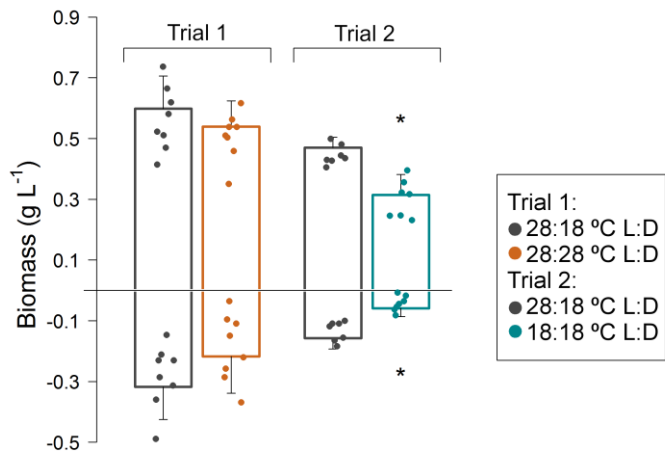 0.9
Trial 1
Trial 2
0.7
*
0.5
0.3
0.1
-0.1
-0.3
*
-0.5
Biomass (g L⁻¹)
Trial 1:
28:18 ºC L:D
28:28 ºC L:D
Trial 2:
28:18 ºC L:D
18:18 ºC L:D